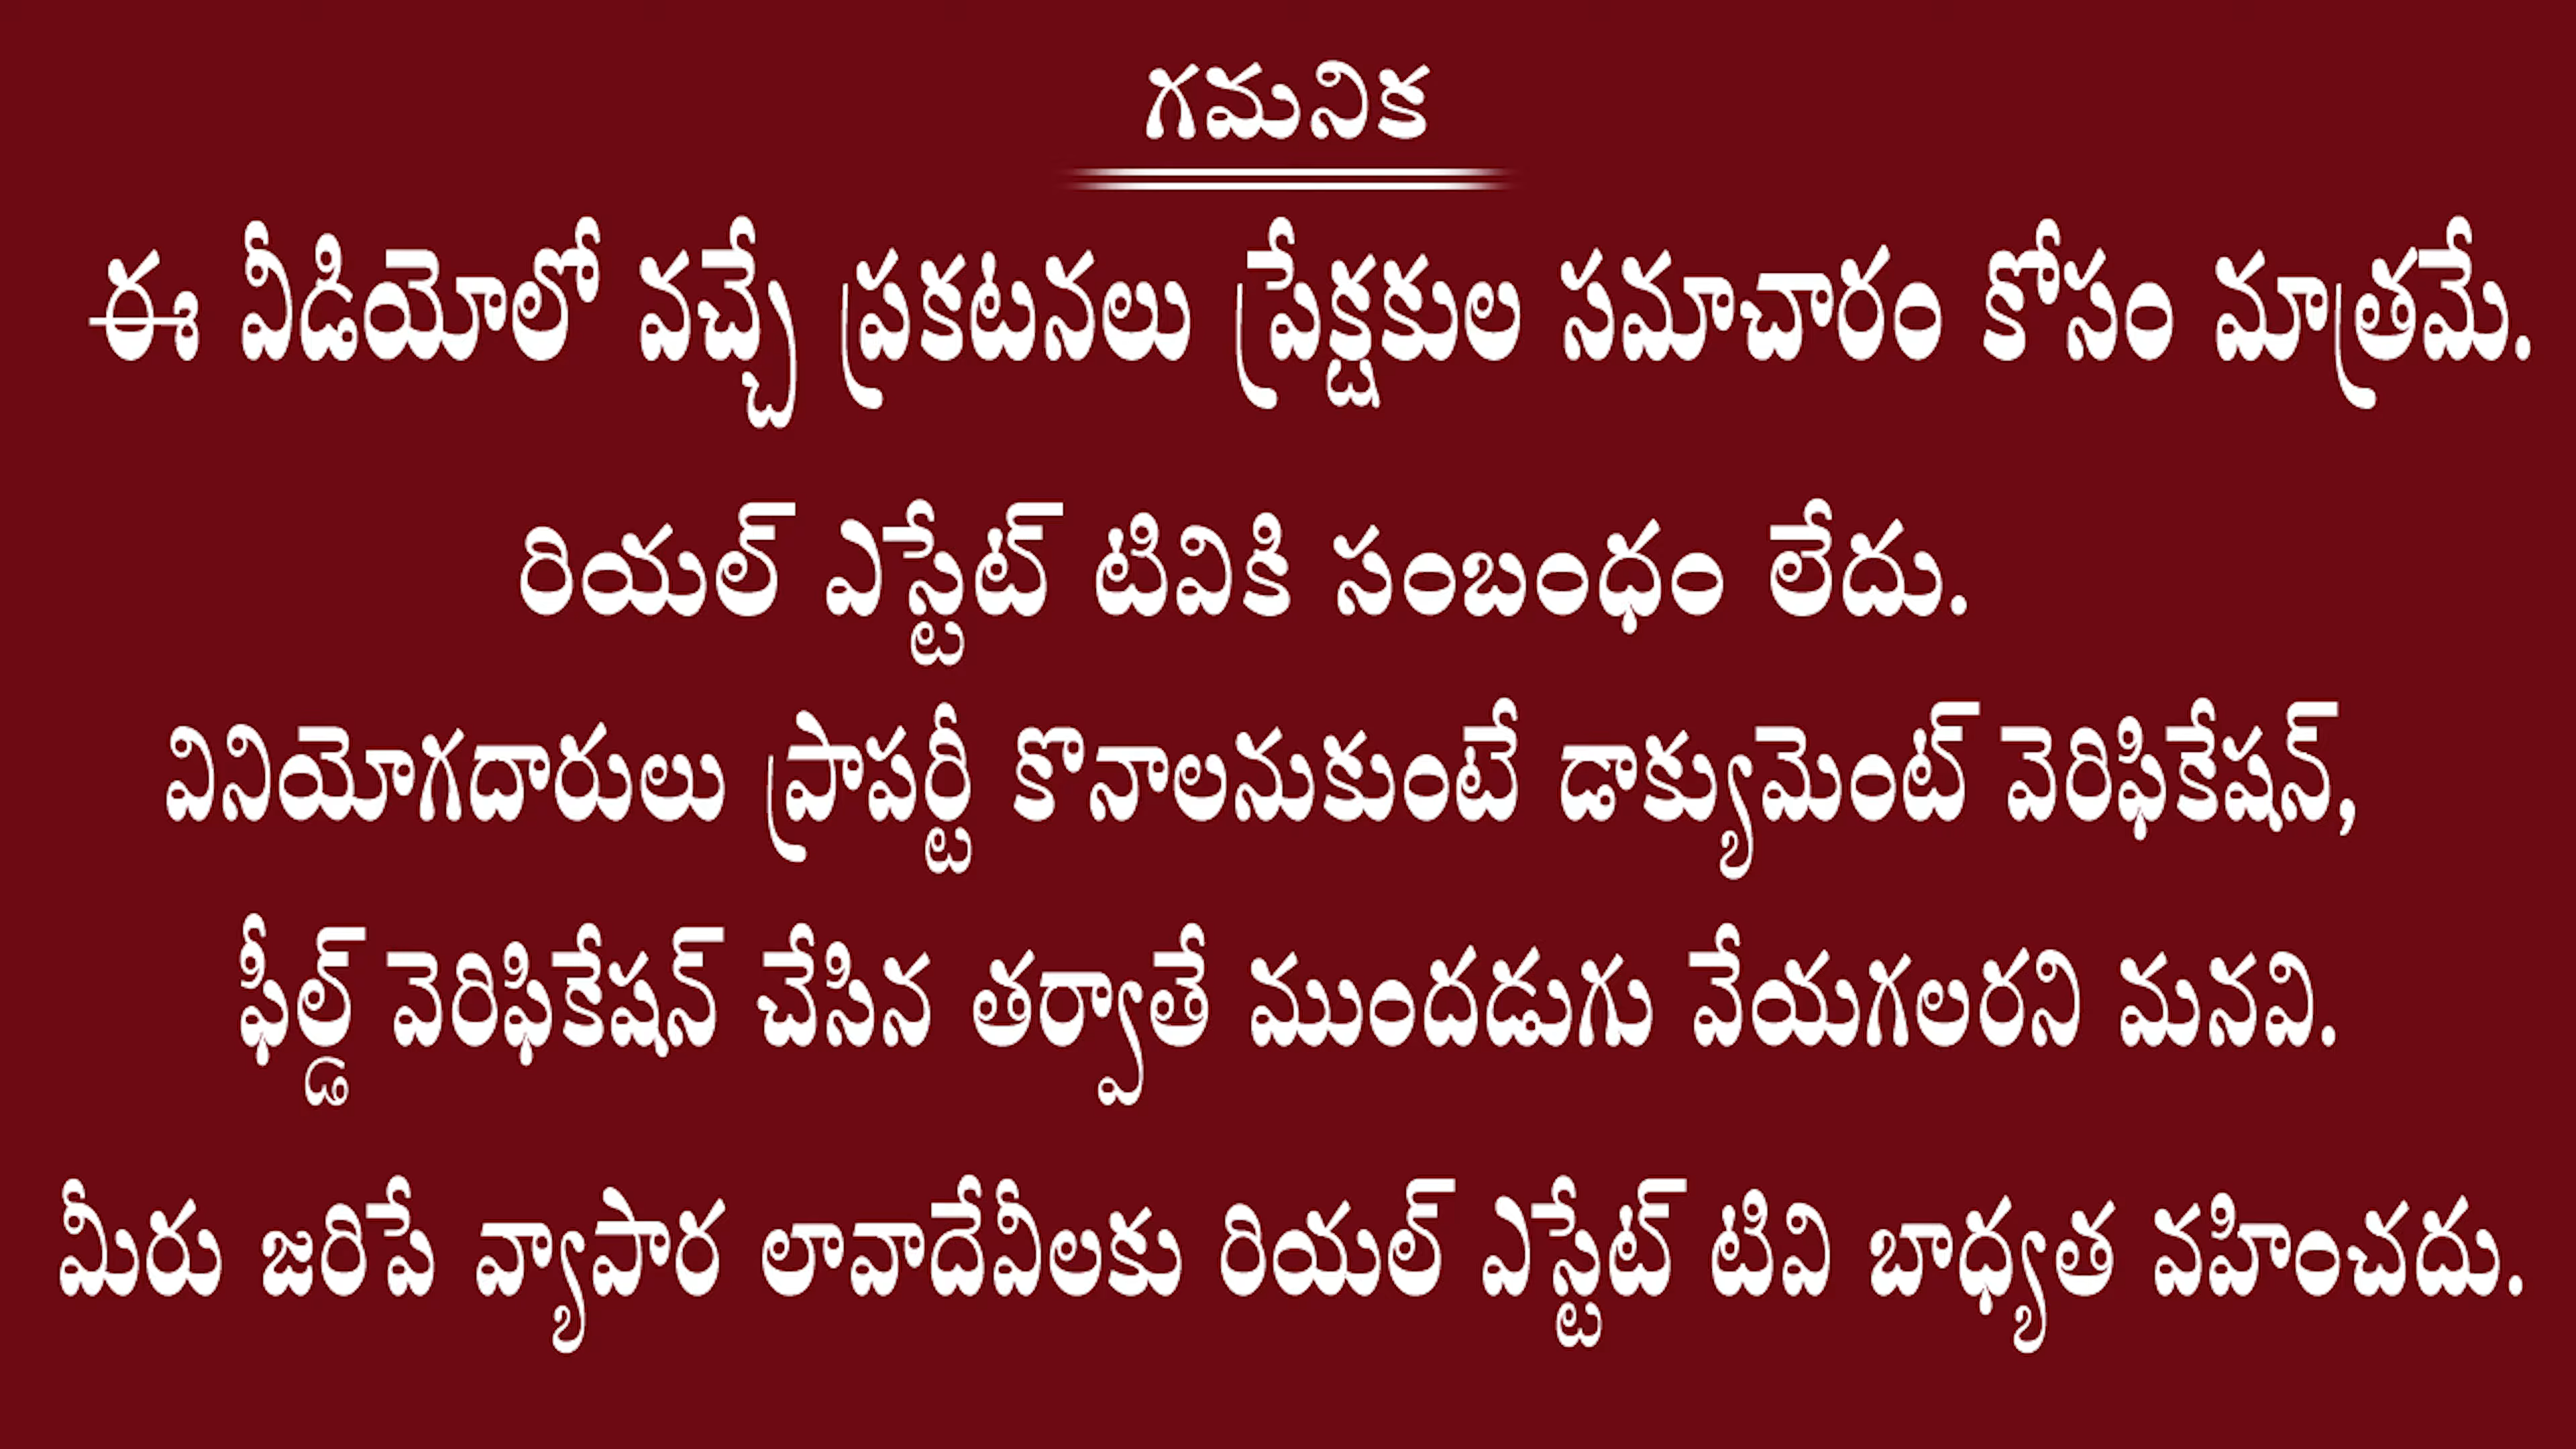 గమనిక
ఈ వీడియోలో వచ్చే ప్రకటనలు ప్రేక్షకుల సమాచారం కోసం మాత్రమే.
రియల్ ఎస్టేట్ టివికి సంబంధం లేదు.
వినియోగదారులు ప్రాపర్టీ కొనాలనుకుంటే డాక్యుమెంట్ వెరిఫికేషన్,
ఫీల్డ్ వెరిఫికేషన్ చేసిన తర్వాతే ముందడుగు వేయగలరని మనవి.
మీరు జరిపే వ్యాపార లావాదేవీలకు రియల్ ఎస్టేట్ టివి బాధ్యత వహించదు.